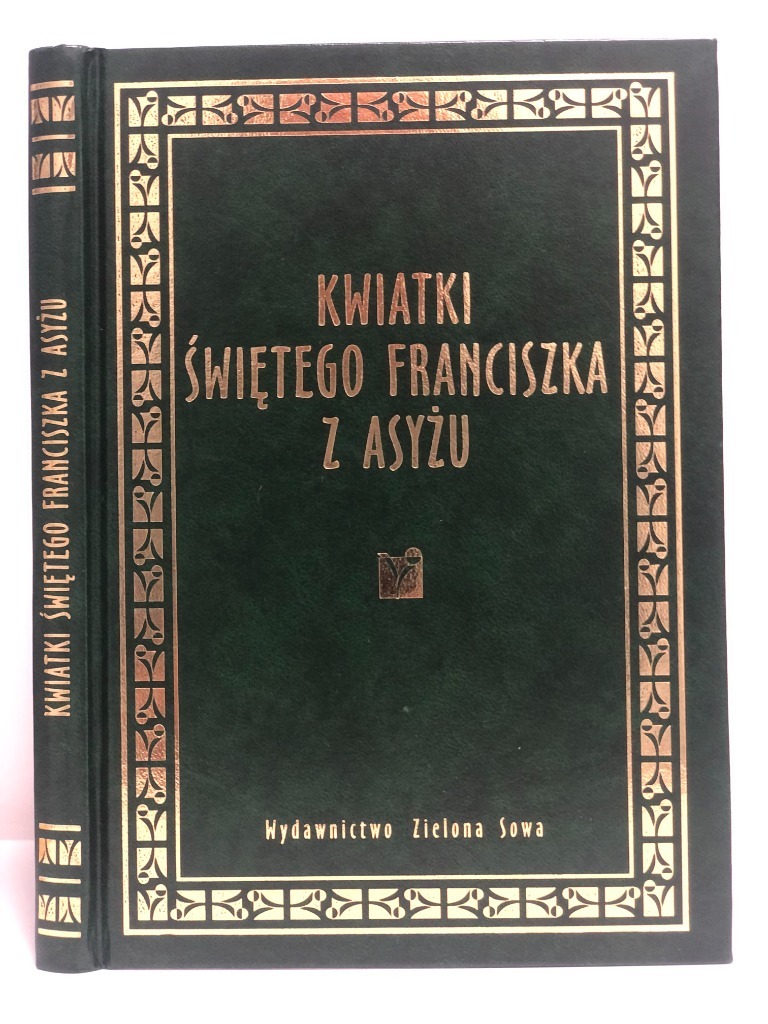 KWIATKI ŚWIĘTEGO FRANCISZKA Z ASYŻU
KWIATKI
ŚWIĘTEGO FRANCISZKA
Z ASYŻU
Wydawnictwo Zielona Sowa